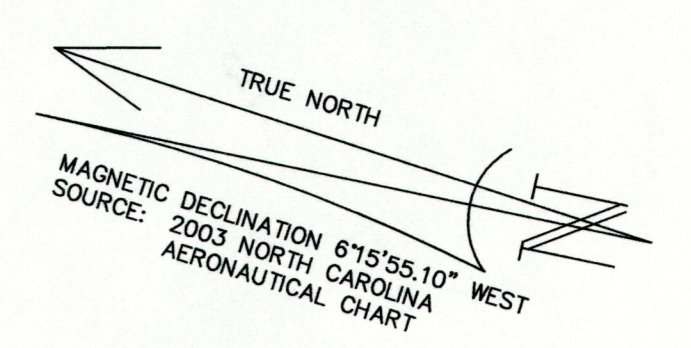 TRUE NORTH
MAGNETIC DECLINATION 6°15'55.10" WEST
SOURCE: 2003 NORTH CAROLINA
AERONAUTICAL CHART
N